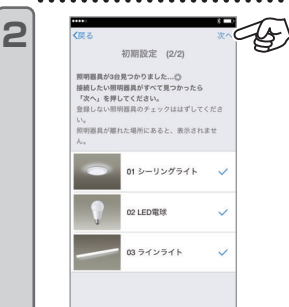 2
<戻る 次へ
初期設定 (2/2)
照明器具が3台見つかりました...
接続したい照明器具がすべて見つかったら
「次へ」を押してください。
登録しない照明器具のチェックははずしてくださ
い。
照明器具が離れた場所にあると、表示されませ
ん。
01 シーリングライト
02 LED電球
03 ラインライト